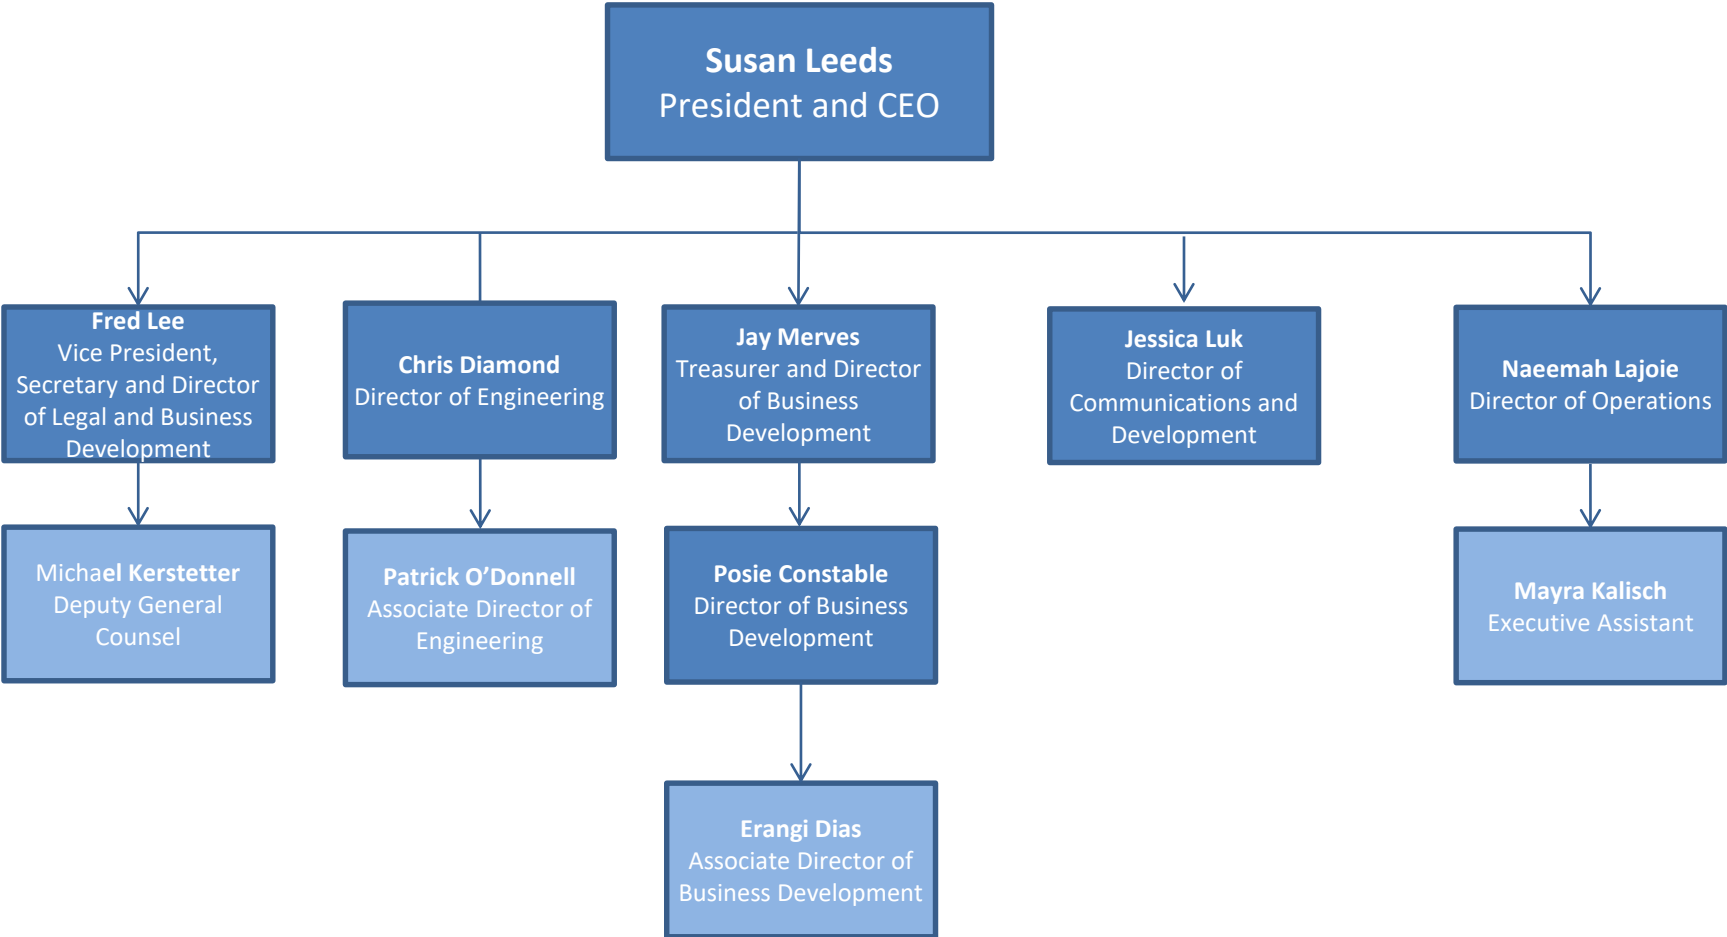 Susan Leeds
President and CEO
Fred Lee
Vice President,
Secretary and Director
of Legal and Business
Development
Chris Diamond
Director of Engineering
Jay Merves
Treasurer and Director
of Business
Development
Jessica Luk
Director of
Communications and
Development
Naeemah Lajoie
Director of Operations
Michael Kerstetter
Deputy General
Counsel
Patrick O’Donnell
Associate Director of
Engineering
Posie Constable
Director of Business
Development
Mayra Kalisch
Executive Assistant
Erangi Dias
Associate Director of
Business Development